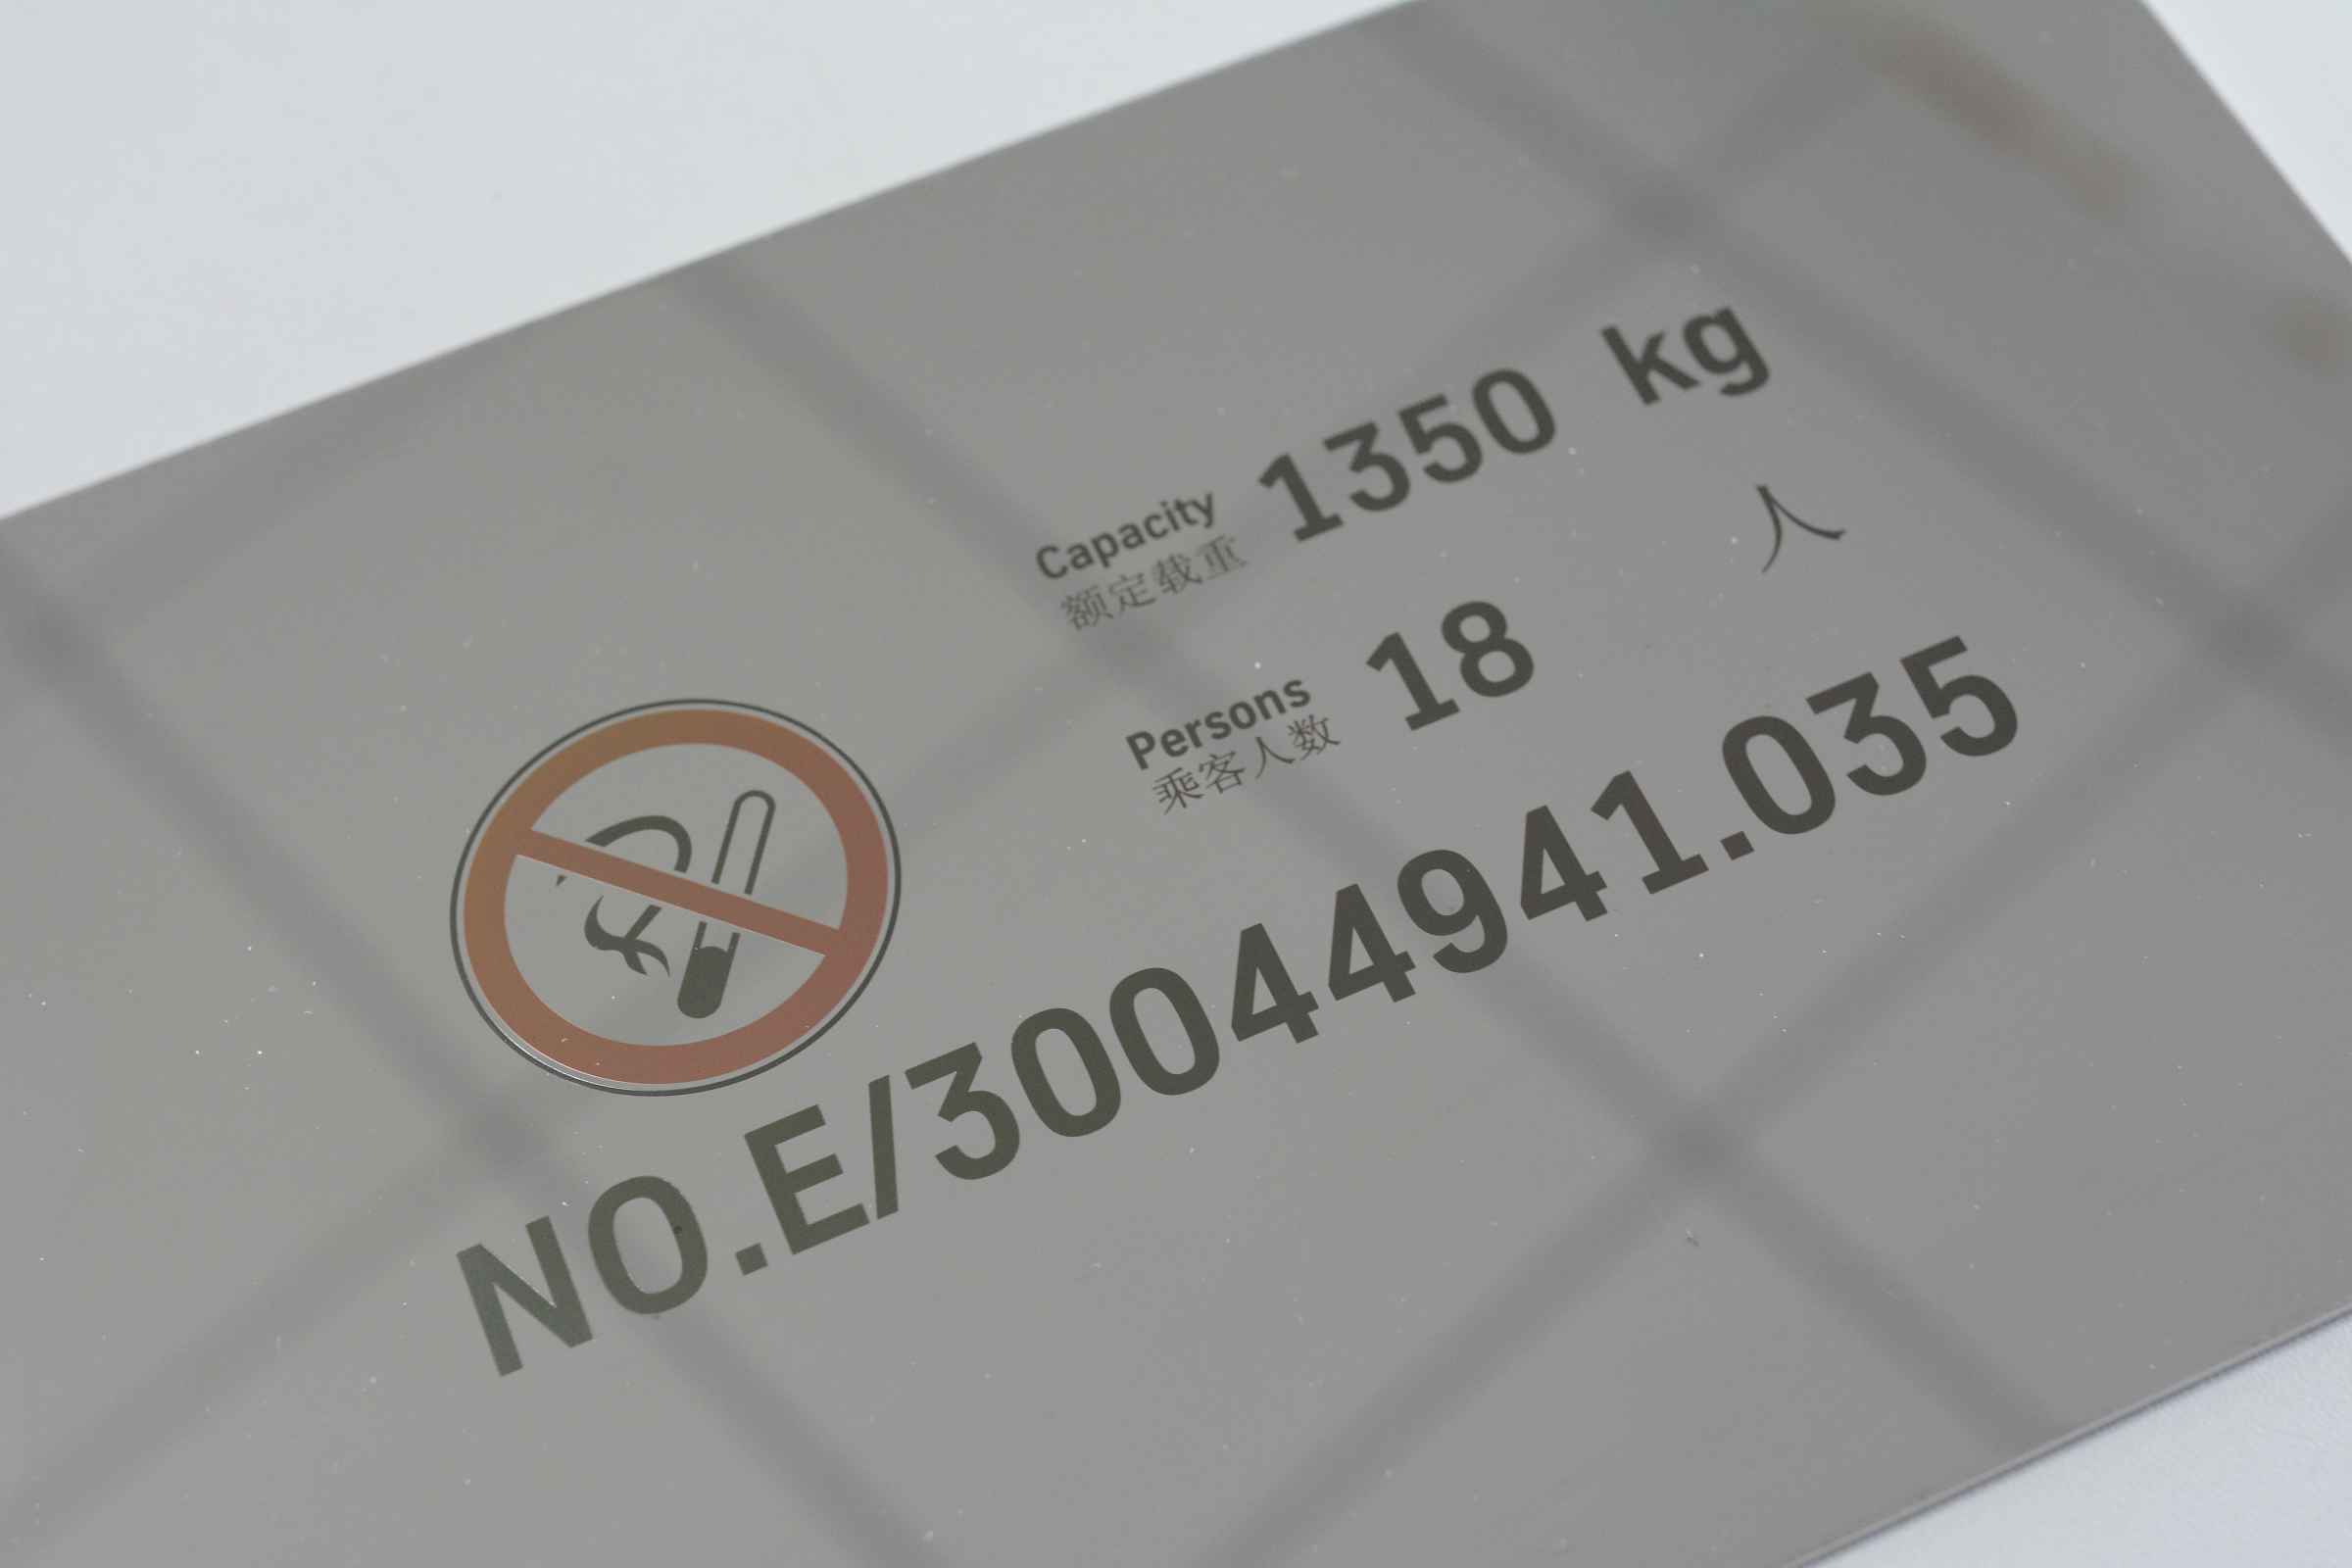 Capacity 1350 kg
额定载重
Persons 18 人
乘客人数
NO.E/30044941.035